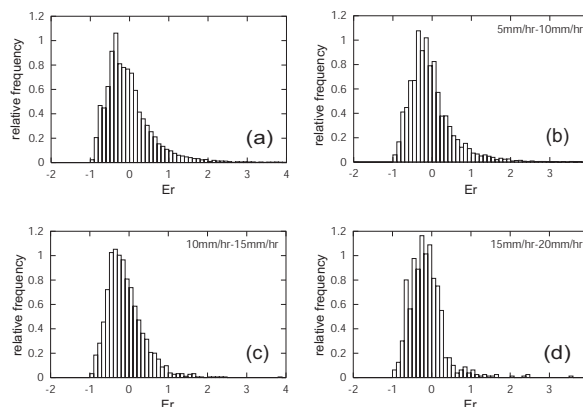 1.2
1
0.8
0.6
0.4
0.2
0
relative frequency
-2 -1 0 1 2 3 4
Er
(a)
1.2
1
0.8
0.6
0.4
0.2
0
relative frequency
-2 -1 0 1 2 3
Er
5mm/hr-10mm/hr
(b)
1.2
1
0.8
0.6
0.4
0.2
0
relative frequency
-2 -1 0 1 2 3 4
Er
10mm/hr-15mm/hr
(c)
1.2
1
0.8
0.6
0.4
0.2
0
relative frequency
-2 -1 0 1 2 3
Er
15mm/hr-20mm/hr
(d)